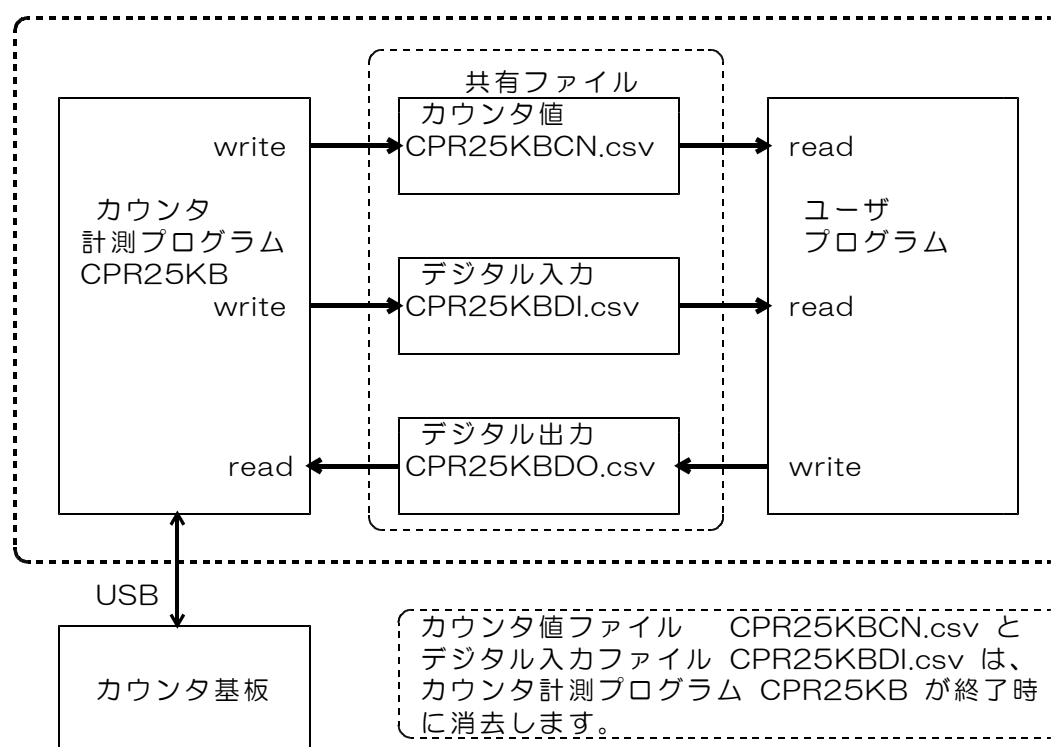 共有ファイル
カウンタ値
write
CPR25KBCN.csv
read
カウンタ
計測プログラム
CPR25KB
ユーザ
プログラム
デジタル入力
write
CPR25KBDI.csv
read
デジタル出力
read
CPR25KBDO.csv
write
USB
カウンタ基板
カウンタ値ファイル CPR25KBCN.csv と
デジタル入力ファイル CPR25KBDI.csv は、
カウンタ計測プログラム CPR25KB が終了時
に消去します。